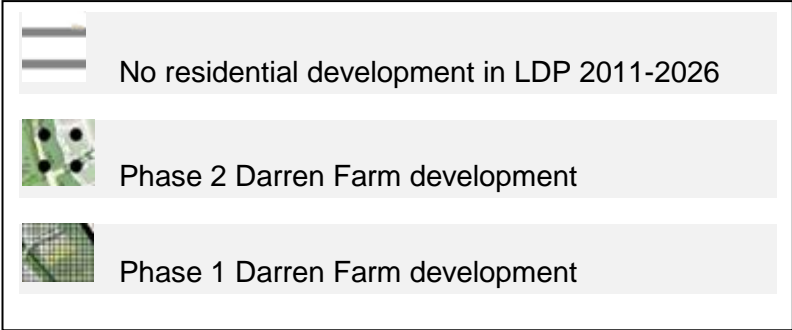 No residential development in LDP 2011-2026
Phase 2 Darren Farm development
Phase 1 Darren Farm development